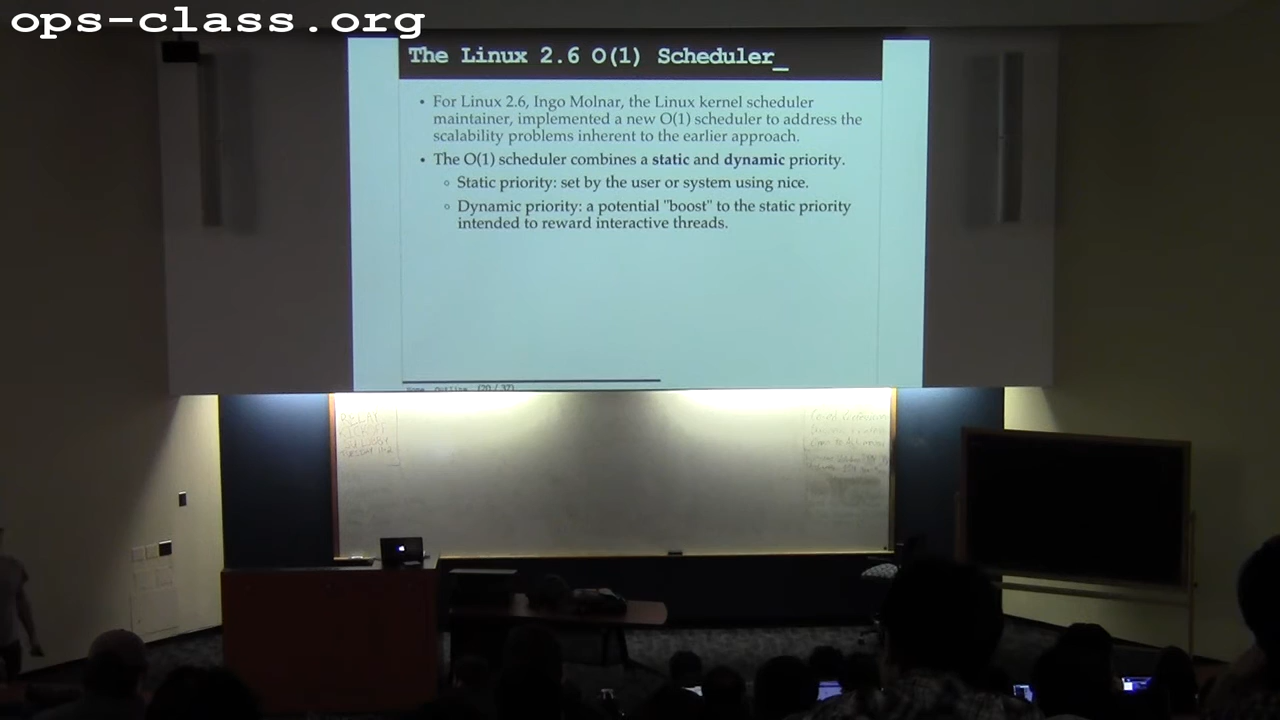 ops-class.org
The Linux 2.6 O(1) Scheduler_
• For Linux 2.6, Ingo Molnar, the Linux kernel scheduler
maintainer, implemented a new O(1) scheduler to address the
scalability problems inherent to the earlier approach.
• The O(1) scheduler combines a static and dynamic priority.
◦ Static priority: set by the user or system using nice.
◦ Dynamic priority: a potential "boost" to the static priority
intended to reward interactive threads.